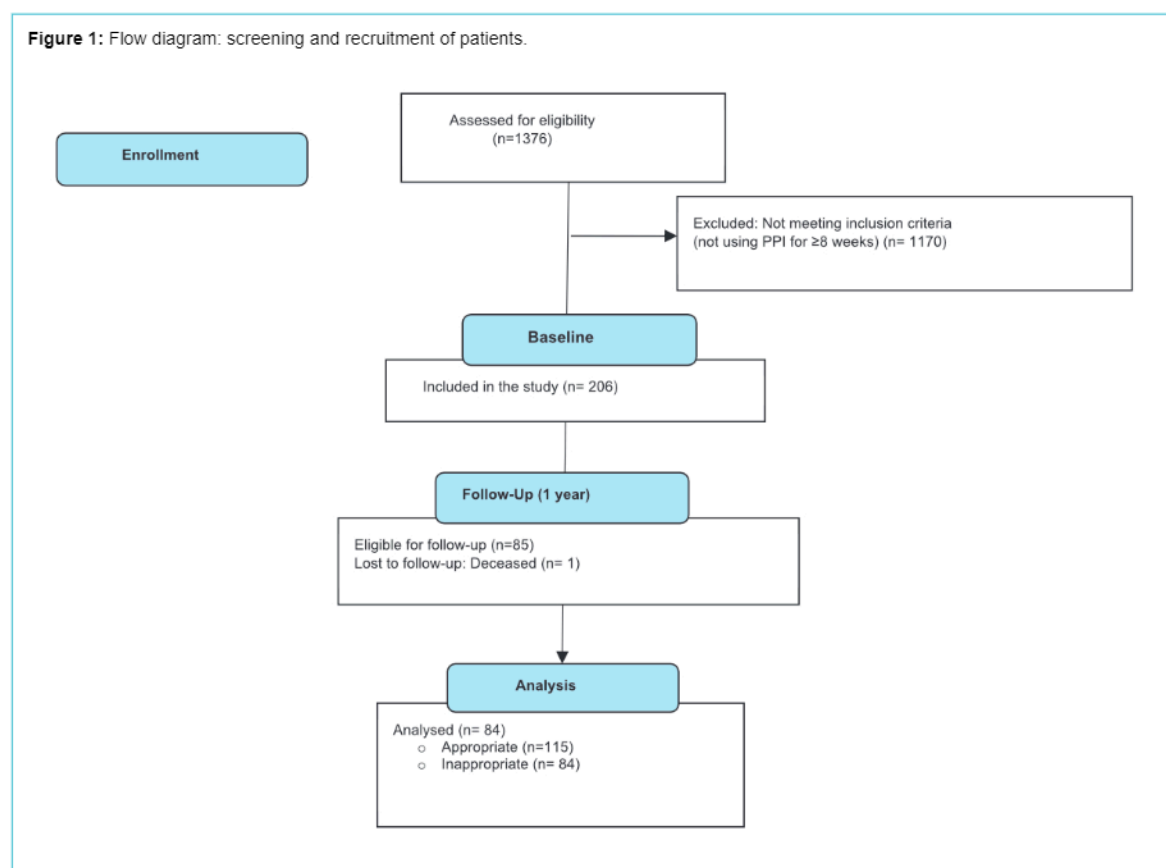 Figure 1: Flow diagram: screening and recruitment of patients.
Assessed for eligibility
(n=1376)
Enrollment
Excluded: Not meeting inclusion criteria
(not using PPI for ≥8 weeks) (n= 1170)
Baseline
Included in the study (n= 206)
Follow-Up (1 year)
Eligible for follow-up (n=85)
Lost to follow-up: Deceased (n= 1)
Analysis
Analysed (n= 84)
o Appropriate (n=115)
o Inappropriate (n= 84)